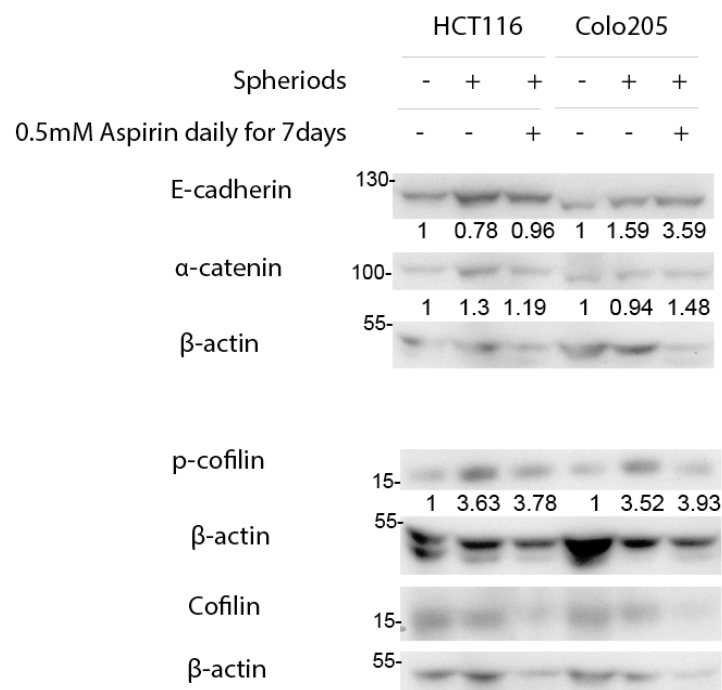 HCT116 Colo205
Spheriods - + + - + +
0.5mM Aspirin daily for 7days - - + - - +
E-cadherin 130-
1 0.78 0.96 1 1.59 3.59
α-catenin 100-
1 1.3 1.19 1 0.94 1.48
β-actin 55-
p-cofilin 15-
1 3.63 3.78 1 3.52 3.93
β-actin 55-
Cofilin 15-
β-actin 55-